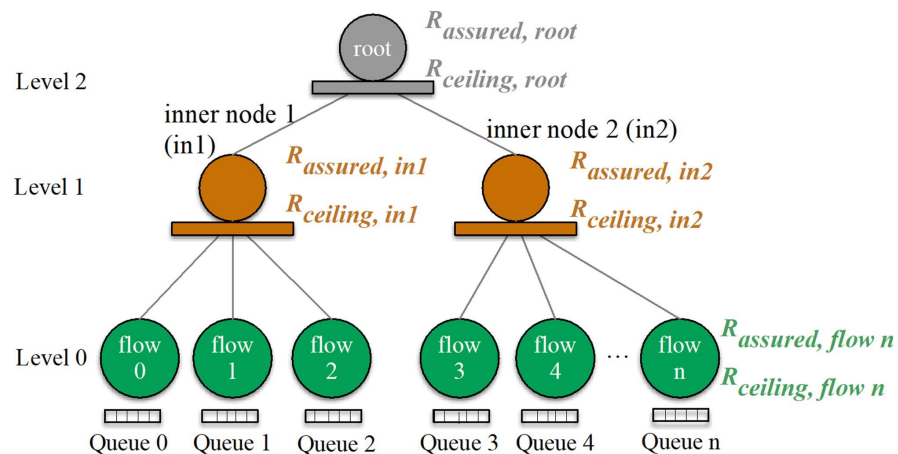 root
R assured, root
R ceiling, root
Level 2
inner node 1
(in1)
inner node 2 (in2)
R assured, in1
R ceiling, in1
R assured, in2
R ceiling, in2
Level 1
Level 0
flow
0
flow
1
flow
2
flow
3
flow
4
...
flow
n
R assured, flow n
R ceiling, flow n
Queue 0
Queue 1
Queue 2
Queue 3
Queue 4
Queue n